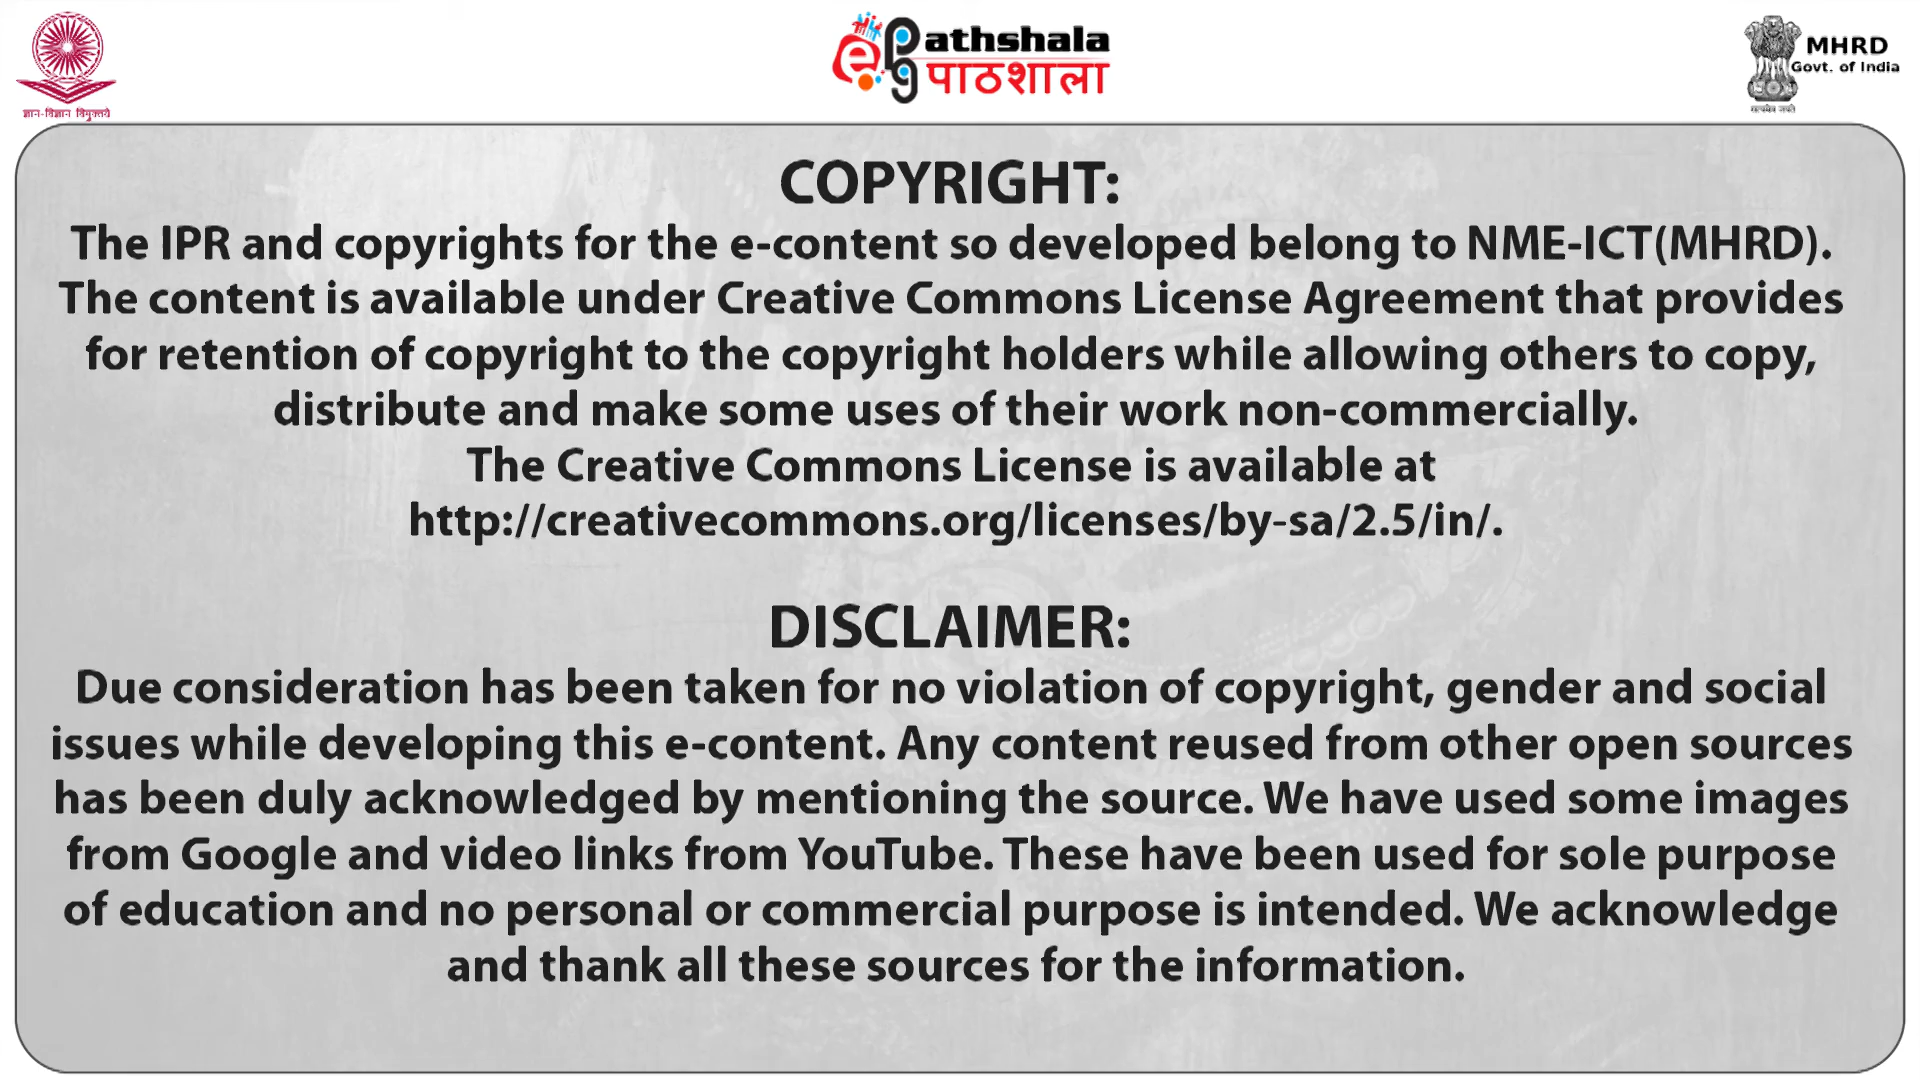 ज्ञान-विज्ञान विमुक्तये
e PG Pathshala
पाठशाला
MHRD
Govt. of India
सत्यमेव जयते
COPYRIGHT:
The IPR and copyrights for the e-content so developed belong to NME-ICT(MHRD).
The content is available under Creative Commons License Agreement that provides
for retention of copyright to the copyright holders while allowing others to copy,
distribute and make some uses of their work non-commercially.
The Creative Commons License is available at
http://creativecommons.org/licenses/by-sa/2.5/in/.
DISCLAIMER:
Due consideration has been taken for no violation of copyright, gender and social
issues while developing this e-content. Any content reused from other open sources
has been duly acknowledged by mentioning the source. We have used some images
from Google and video links from YouTube. These have been used for sole purpose
of education and no personal or commercial purpose is intended. We acknowledge
and thank all these sources for the information.